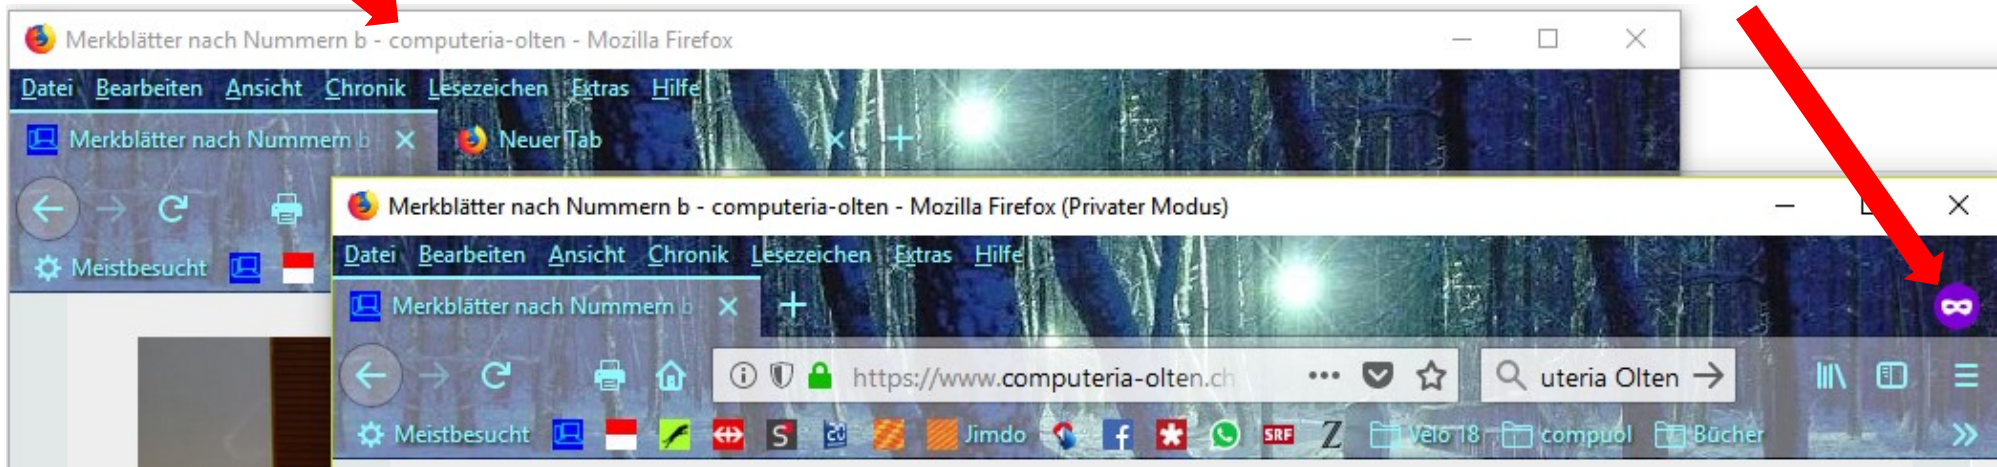 Merkblätter nach Nummern b - computeria-olten - Mozilla Firefox
Datei Bearbeiten Ansicht Chronik Lesezeichen Extras Hilfe
Merkblätter nach Nummern b Neuer Tab
Meistbesucht
Merkblätter nach Nummern b - computeria-olten - Mozilla Firefox (Privater Modus)
Datei Bearbeiten Ansicht Chronik Lesezeichen Extras Hilfe
Merkblätter nach Nummern b
https://www.computeria-olten.ch uteria Olten
Meistbesucht S 20 Jimdo f SRF Z Velo 18 compuol Bücher